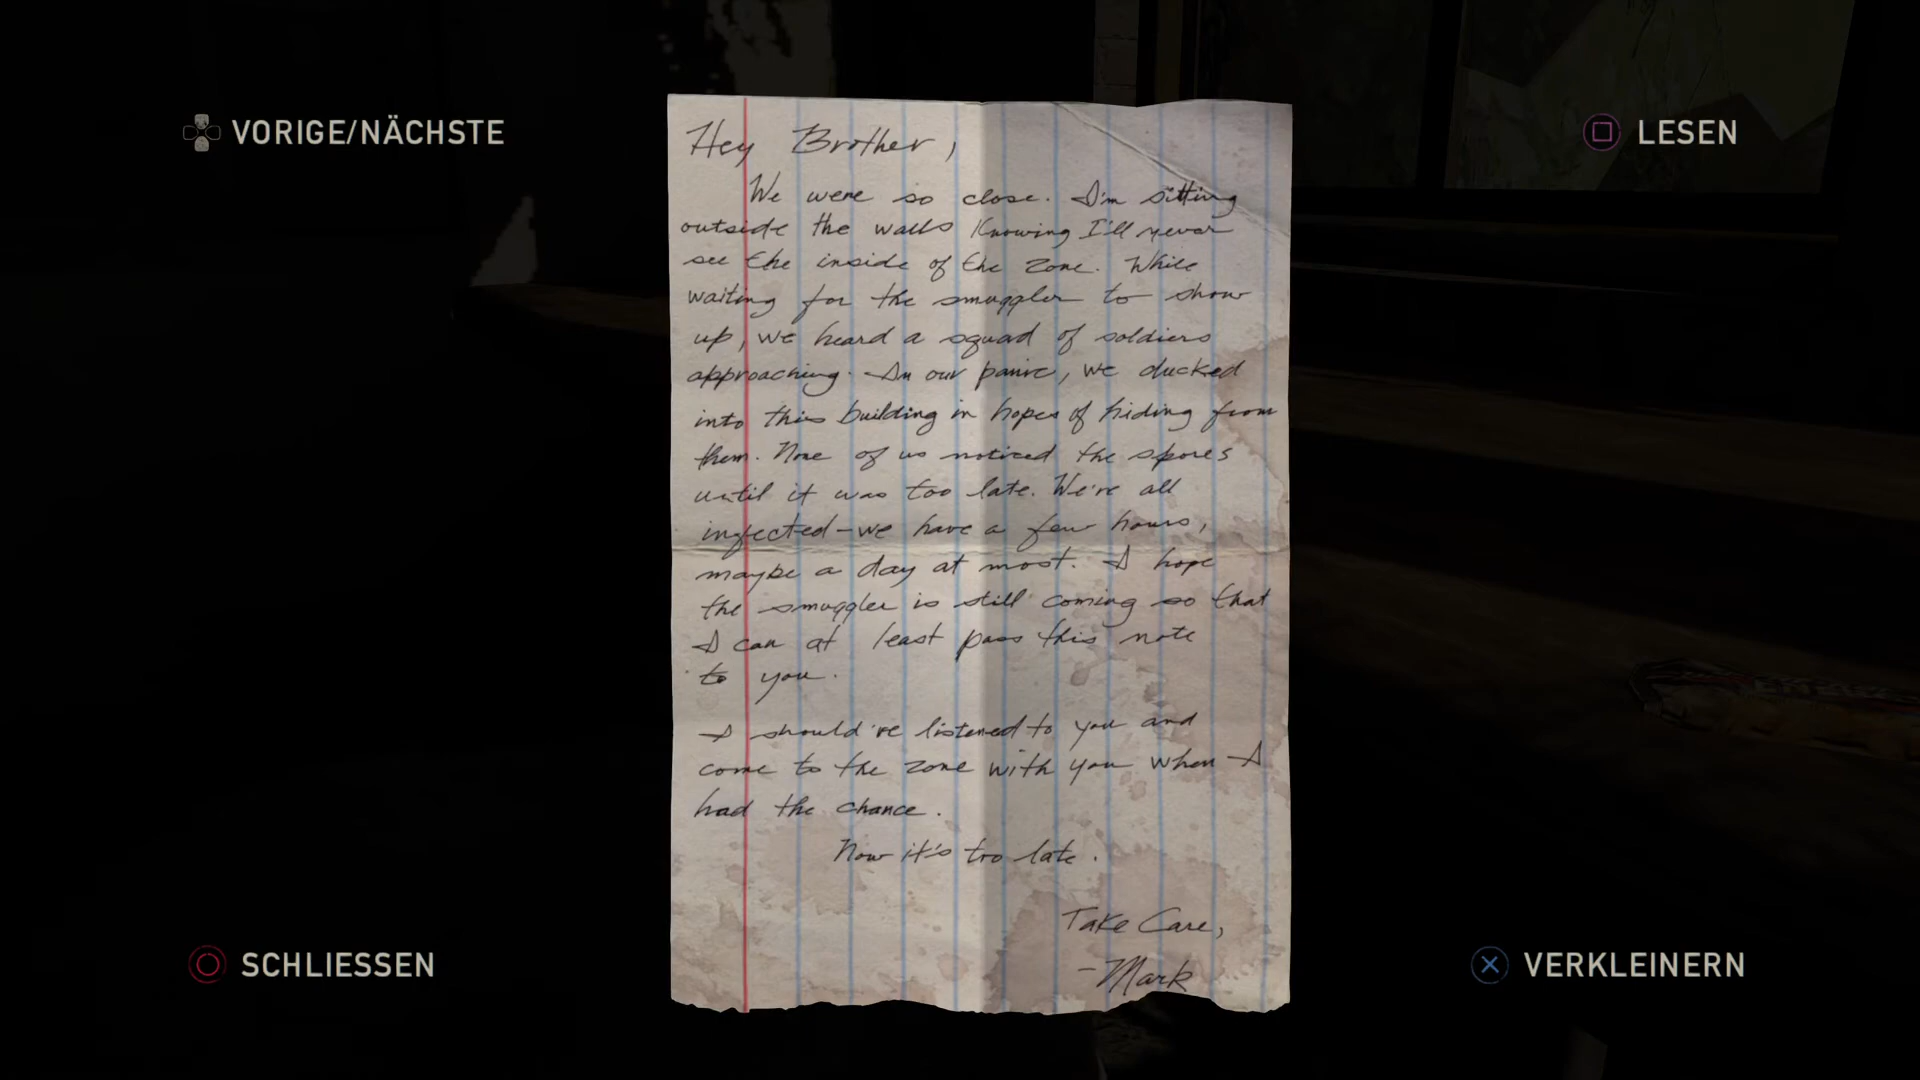 VORIGE/NÄCHSTE
LESEN
Hey Brother,
We were so close. I'm sitting
outside the walls knowing I'll never
see the inside of the zone. While
waiting for the smuggler to show
up, we heard a squad of soldiers
approaching. In our panic, we ducked
into this building in hopes of hiding from
them. None of us noticed the spores
until it was too late. We're all
infected-we have a few hours,
maybe a day at most. I hope
the smuggler is still coming so that
I can at least pass this note
to you.
I should've listened to you and
come to the zone with you when I
had the chance.
Now it's too late.
Take Care,
-Mark
SCHLIESSEN
VERKLEINERN